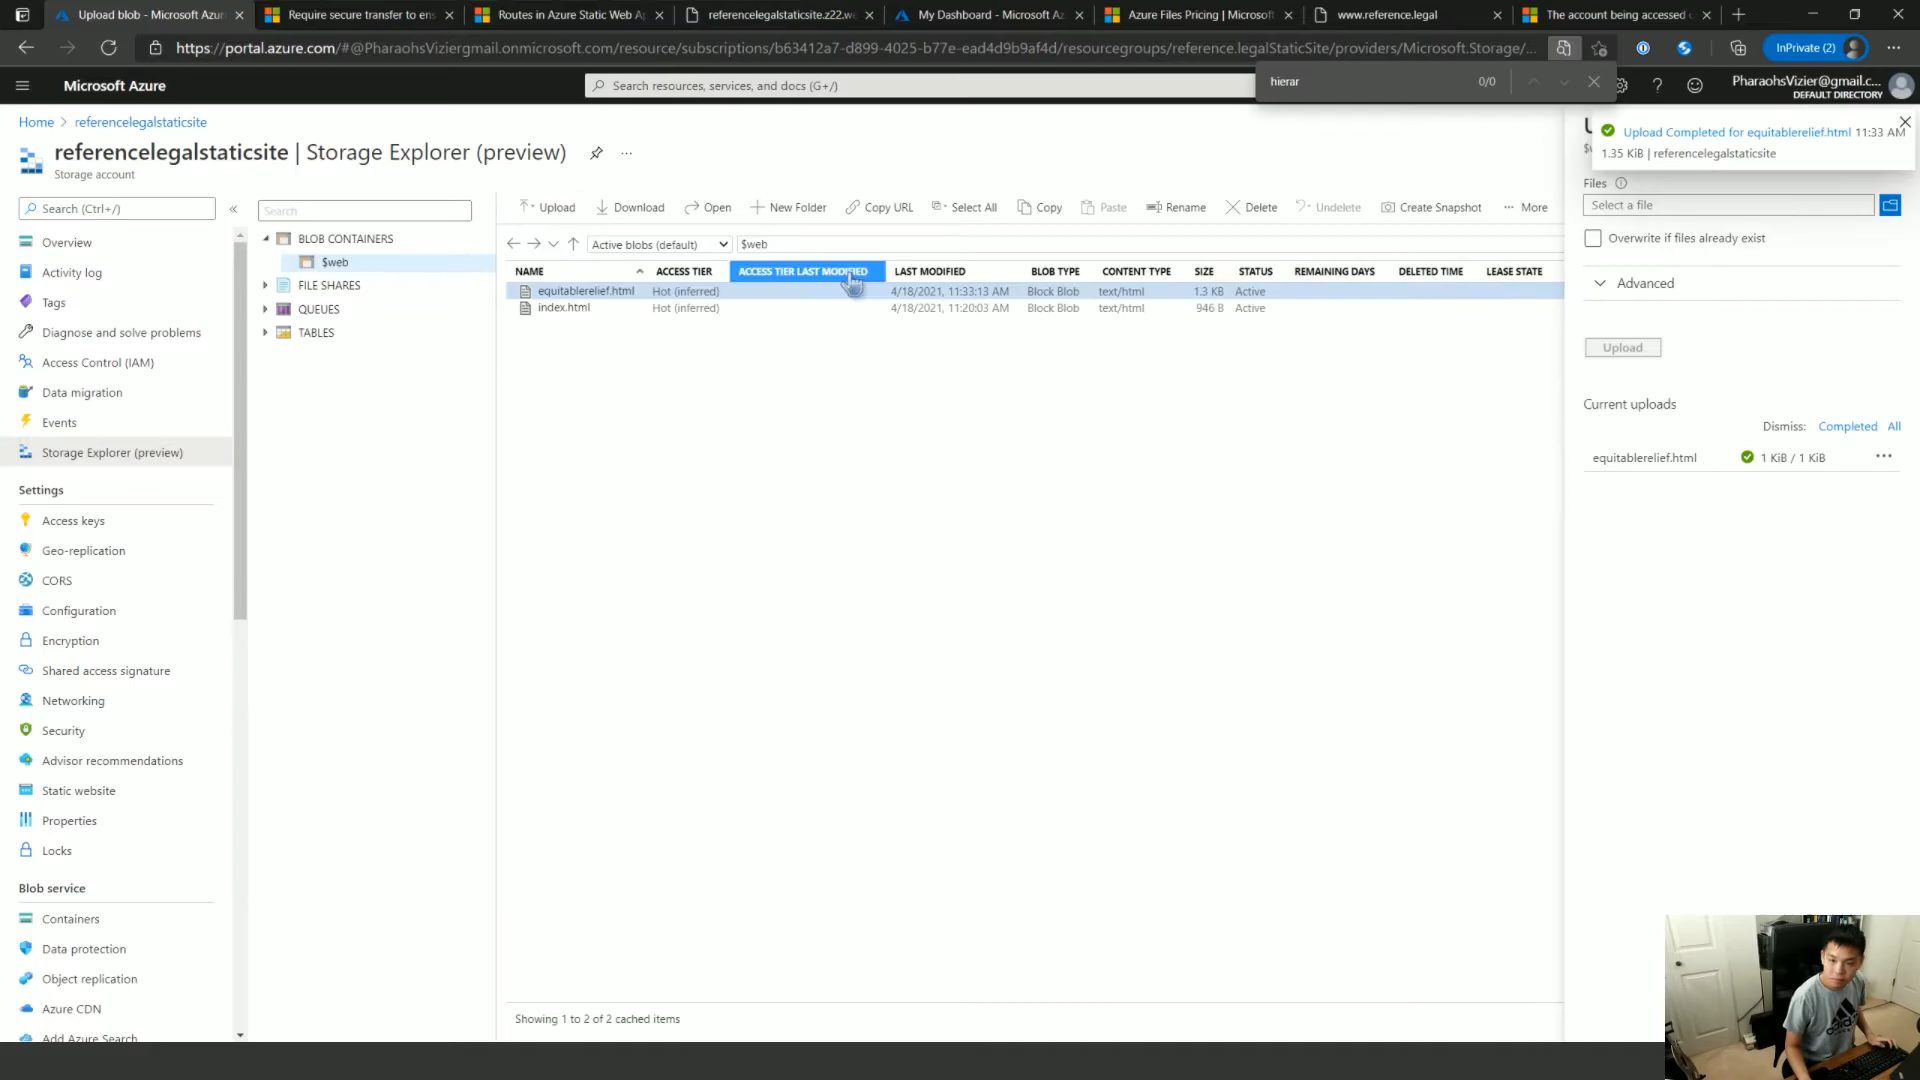 Upload blob - Microsoft Azur
Require secure transfer to en
Routes in Azure Static Web A
referencelegalstaticsite.z22.we
My Dashboard - Microsoft Az
Azure Files Pricing | Microsoft
www.reference.legal
The account being accessed
https://portal.azure.com/#@PharaohsViziergmail.onmicrosoft.com/resource/subscriptions/b63412a7-d899-4025-b77e-ead4d9b9af4d/resourcegroups/reference.legalStaticSite/providers/Microsoft.Storage/...
InPrivate (2)
Microsoft Azure
Search resources, services, and docs (G+/)
hierar
0/0
PharaohsVizier@gmail.c...
DEFAULT DIRECTORY
Home > referencelegalstaticsite
referencelegalstaticsite | Storage Explorer (preview)
Storage account
Upload Completed for equitablerelief.html 11:33 AM
1.35 KiB | referencelegalstaticsite
Search (Ctrl+/)
Search
Upload
Download
Open
New Folder
Copy URL
Select All
Copy
Paste
Rename
Delete
Undelete
Create Snapshot
More
Active blobs (default)
$web
NAME
ACCESS TIER
ACCESS TIER LAST MODIFIED
LAST MODIFIED
BLOB TYPE
CONTENT TYPE
SIZE
STATUS
REMAINING DAYS
DELETED TIME
LEASE STATE
equitablerelief.html Hot (inferred) 4/18/2021, 11:33:13 AM Block Blob text/html 1.3 KB Active
index.html Hot (inferred) 4/18/2021, 11:20:03 AM Block Blob text/html 946 B Active
BLOB CONTAINERS
$web
FILE SHARES
QUEUES
TABLES
Overview
Activity log
Tags
Diagnose and solve problems
Access Control (IAM)
Data migration
Events
Storage Explorer (preview)
Settings
Access keys
Geo-replication
CORS
Configuration
Encryption
Shared access signature
Networking
Security
Advisor recommendations
Static website
Properties
Locks
Blob service
Containers
Data protection
Object replication
Azure CDN
Add Azure Search
Showing 1 to 2 of 2 cached items
Files
Select a file
Overwrite if files already exist
Advanced
Upload
Current uploads
Dismiss: Completed All
equitablerelief.html
1 KiB / 1 KiB